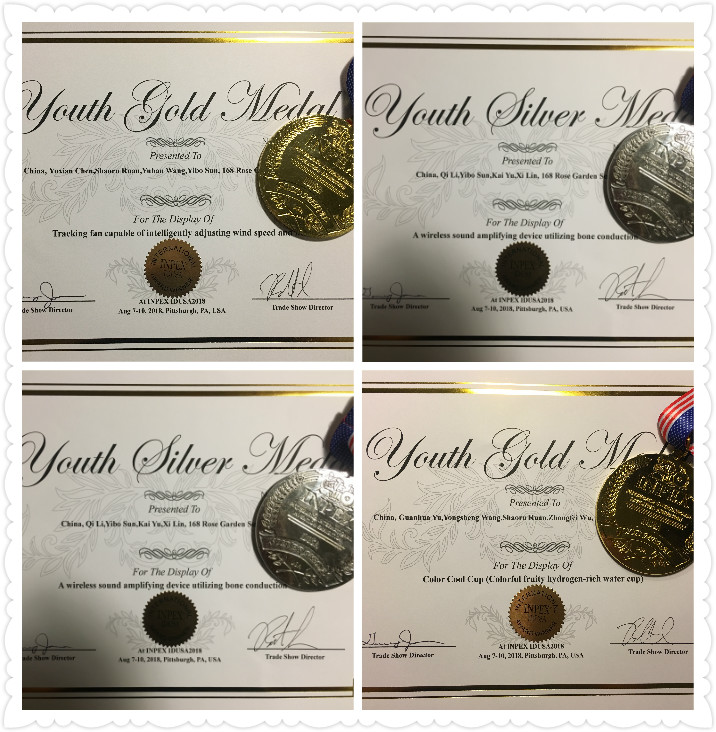 Youth Gold Medal
Presented To
China, Yuxian Chen,Shaoru Ruan,Yuhan Wang,Yibo Sun, 168 Rose
For The Display Of
Tracking fan capable of intelligently adjusting wind speed and
INTERNATIONAL
INPEX
At INPEX IDUSA2018
Aug 7-10, 2018, Pittsburgh, PA, USA
de Show Director
Trade Show Director
Youth Silver Med
Presented To
China, Qi Li,Yibo Sun,Kai Yu,Xi Lin, 168 Rose Garden
For The Display Of
A wireless sound amplifying device utilizing bone conduction
INPEX
At INPEX IDUSA2018
Aug 7-10, 2018, Pittsburgh, PA, USA
Trade Show Director
Trade Show Director
Youth Silver Med
Presented To
China, Qi Li,Yibo Sun,Kai Yu,Xi Lin, 168 Rose Garden
For The Display Of
A wireless sound amplifying device utilizing bone conduction
INPEX
At INPEX IDUSA2018
Aug 7-10, 2018, Pittsburgh, PA, USA
de Show Director
Trade Show Director
Youth Gold M
Presented To
China, Guanhua Yu,Yongsheng Wang,Shaoru Ruan,Zhongfei Wu,
For The Display Of
Color Cool Cup (Colorful fruity hydrogen-rich water cup)
INPEX
At INPEX IDUSA2018
Aug 7-10, 2018, Pittsburgh, PA, USA
Trade Show Director
Trade Show Director